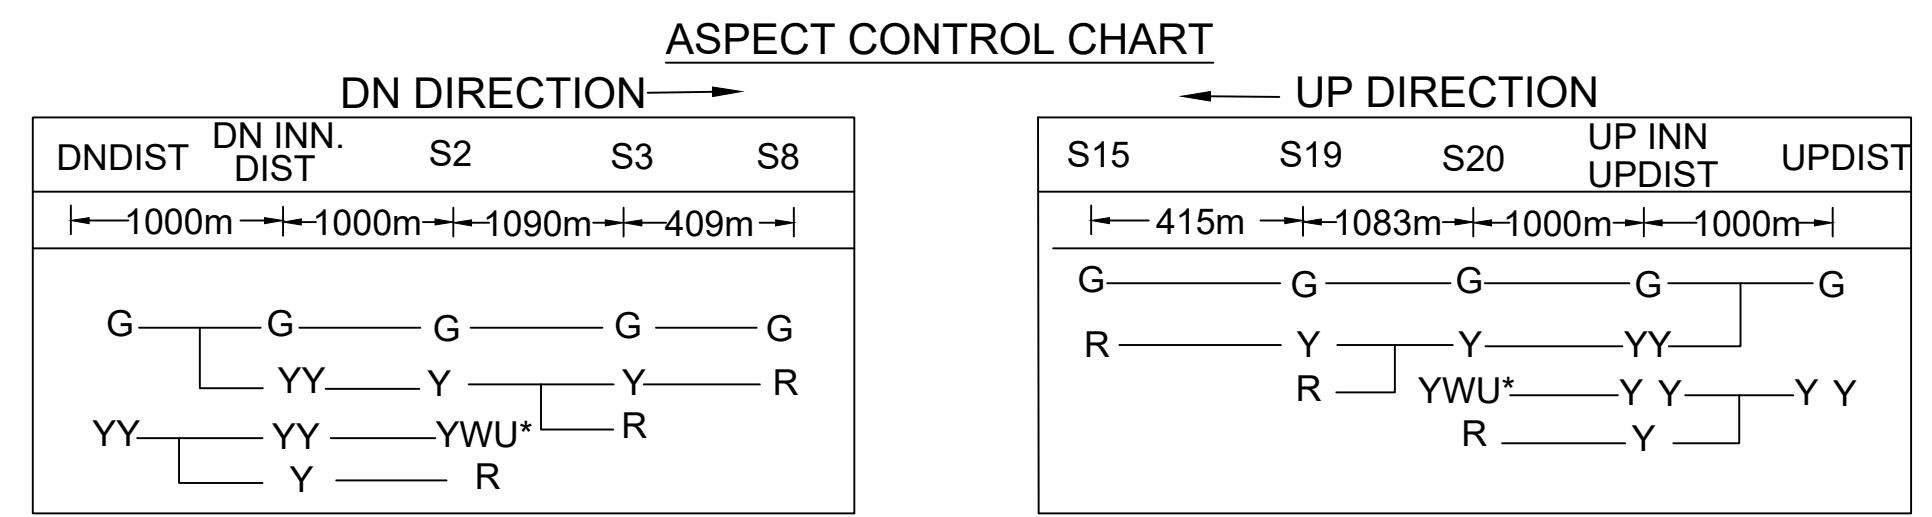 ASPECT CONTROL CHART
DN DIRECTION
DNDIST DN INN. DIST S2 S3 S8
1000m 1000m 1090m 409m
G G G G G
YY Y Y R
YY YY YWU* R
Y R
UP DIRECTION
S15 S19 S20 UP INN UPDIST UPDIST
415m 1083m 1000m 1000m
G G G G G
R Y Y YY
R YWU* Y Y Y Y
R Y